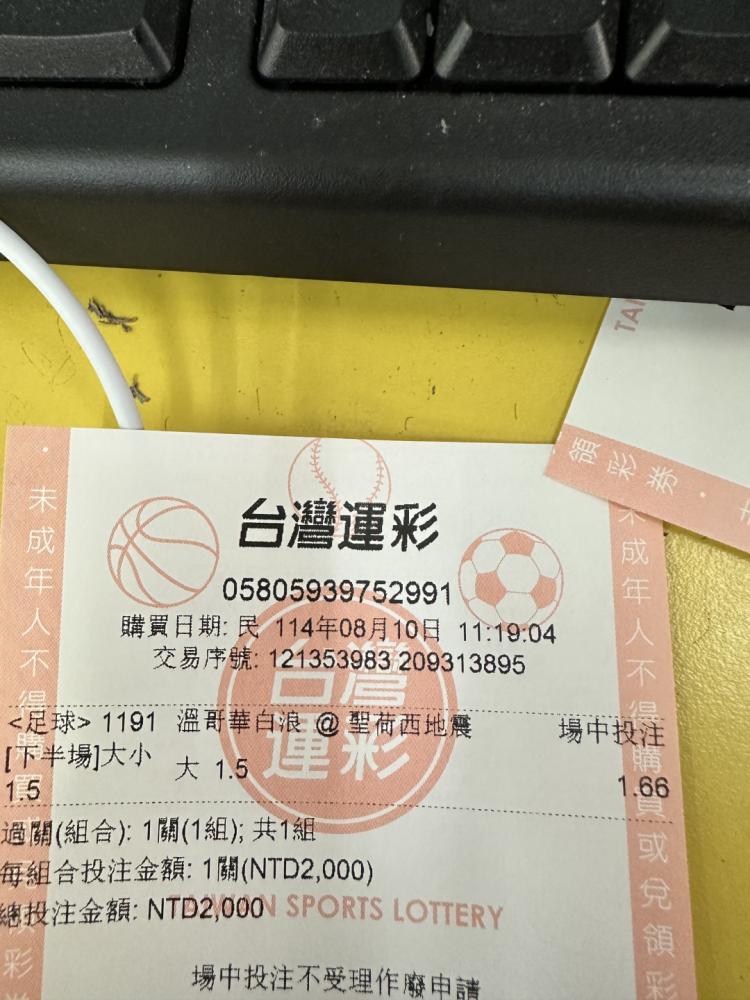 TAI
領彩券．
台灣運彩
05805939752991
購買日期: 民 114年08月10日 11:19:04
交易序號: 121353983 209313895
台灣
運彩
<足球> 1191 溫哥華白浪 @ 聖荷西地震 場中投注
[下半場]大小 大 1.5 1.66
1.5
過關(組合): 1關(1組); 共1組
每組合投注金額: 1關(NTD2,000)
總投注金額: NTD2,000
TAIWAN SPORTS LOTTERY
場中投注不受理作廢申請
．未成年人不得購買
彩
未成年人不得購買或兌領彩